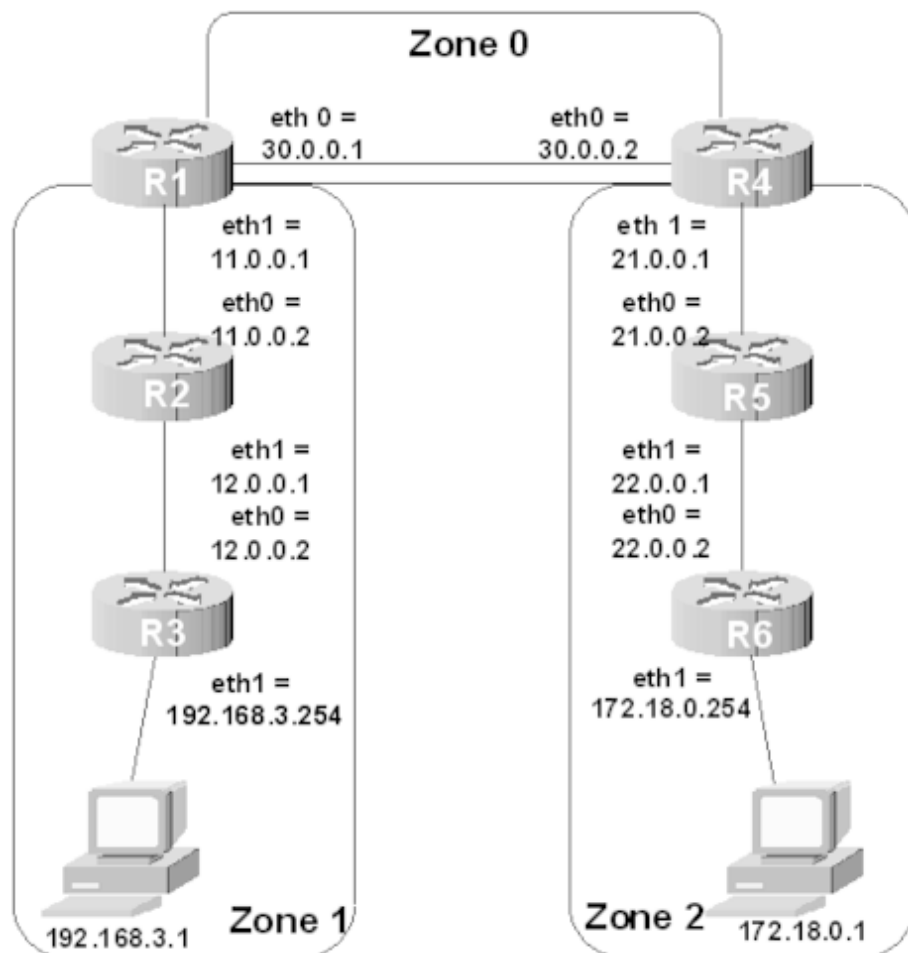 Zone 0
eth 0 =
30.0.0.1
eth0 =
30.0.0.2
R1
R4
eth1 =
11.0.0.1
eth 1 =
21.0.0.1
eth0 =
11.0.0.2
eth0 =
21.0.0.2
R2
R5
eth1 =
12.0.0.1
eth1 =
22.0.0.1
eth0 =
12.0.0.2
eth0 =
22.0.0.2
R3
R6
eth1 =
192.168.3.254
eth1 =
172.18.0.254
Zone 1
Zone 2
192.168.3.1
172.18.0.1